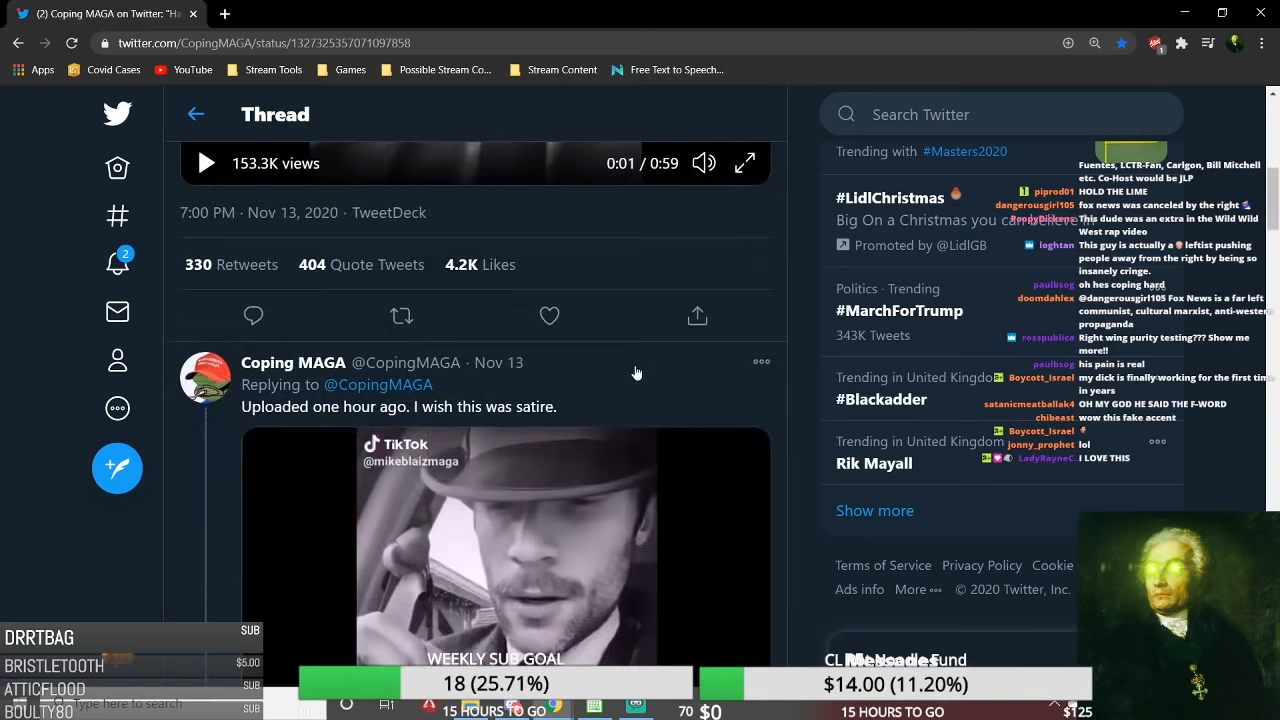 (2) Coping MAGA on Twitter: "Ha
twitter.com/CopingMAGA/status/1327325357071097858
1
Apps
Covid Cases
YouTube
Stream Tools
Games
Possible Stream Co...
Stream Content
Free Text to Speech...
Thread
153.3K views
0:01 / 0:59
7:00 PM · Nov 13, 2020 · TweetDeck
330 Retweets
404 Quote Tweets
4.2K Likes
2
Coping MAGA @CopingMAGA · Nov 13
Replying to @CopingMAGA
Uploaded one hour ago. I wish this was satire.
TikTok
@mikeblaizmaga
Search Twitter
Trending with #Masters2020
#LidlChristmas
Big On a Christmas you can believe in
Promoted by @LidlGB
Politics · Trending
#MarchForTrump
343K Tweets
Trending in United Kingdo
#Blackadder
Trending in United Kingdom
Rik Mayall
Show more
Terms of Service Privacy Policy Cookie
Ads info More © 2020 Twitter, Inc.
Fuentes, LCTR-Fan, Carlgon, Bill Mitchell
etc. Co-Host would be JLP
piprod01 HOLD THE LIME
dangerousgirl105 fox news was canceled by the right
PoopyDickens This dude was an extra in the Wild Wild
West rap video
loghtan This guy is actually a leftist pushing
people away from the right by being so
insanely cringe.
paulbsog oh hes coping hard
doomdahlex @dangerousgirl105 Fox News is a far left
communist, cultural marxist, anti-western
propaganda
rosspublica Right wing purity testing??? Show me
more!!
paulbsog his pain is real
Boycott_Israel my dick is finally working for the first time
in years
satanicmeatballak4 OH MY GOD HE SAID THE F-WORD
chibeast wow this fake accent
Boycott_Israel
jonny_prophet lol
LadyRayneC.. I LOVE THIS
DRRTBAG SUB
BRISTLETOOTH $5.00
ATTICFLOOD SUB
BOULTY80 SUB
Type here to search
WEEKLY SUB GOAL
18 (25.71%)
15 HOURS TO GO
70
Noodle Fund
$14.00 (11.20%)
$0
15 HOURS TO GO
$125